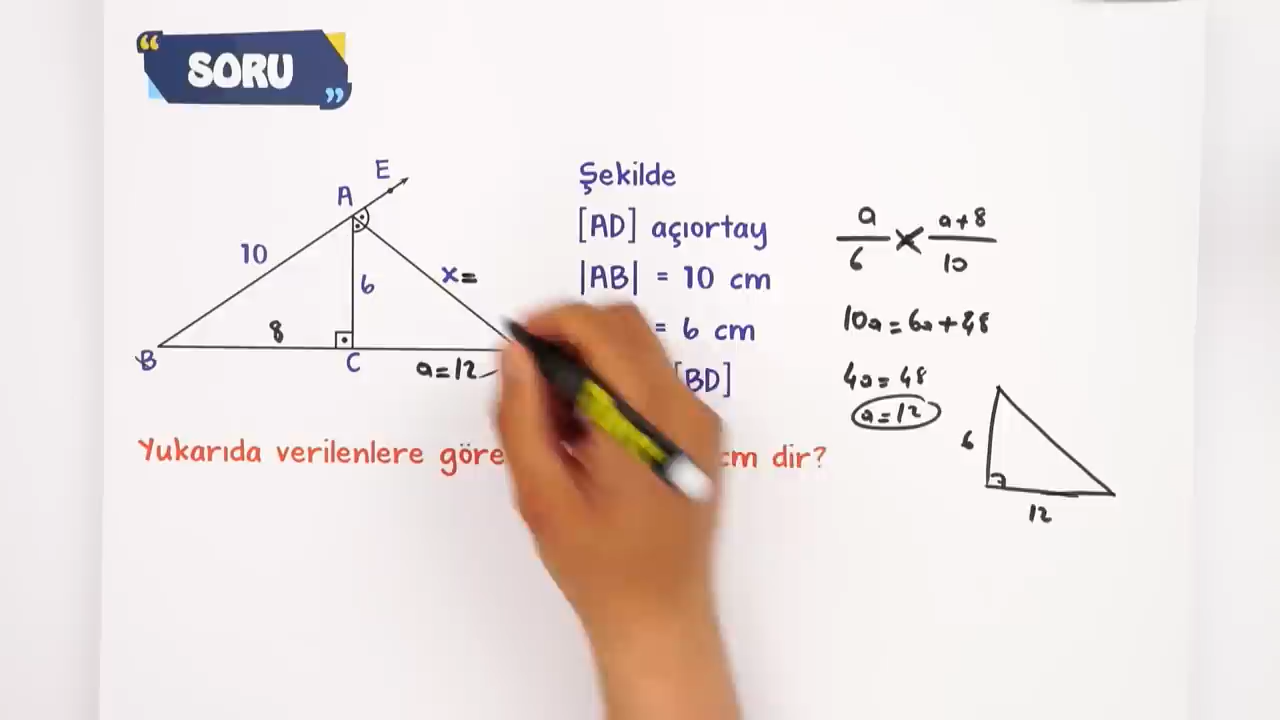 “ SORU ”
E
A
10
6
x=
8
B
C
a=12
Şekilde
[AD] açıortay
|AB| = 10 cm
= 6 cm
[BD]
Yukarıda verilenlere göre cm dir?
a/6 × a+8/10
10a=6a+48
4a=48
a=12
6
12